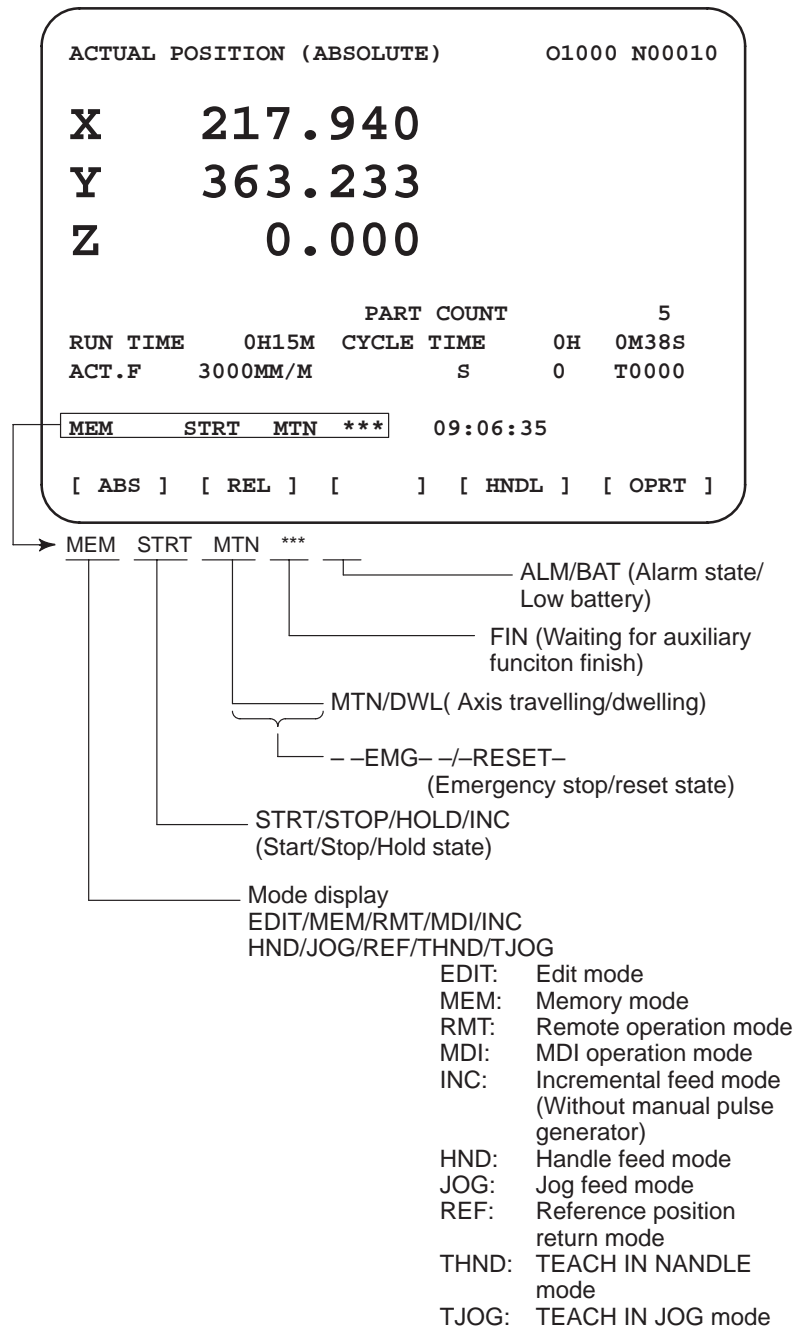 ACTUAL POSITION (ABSOLUTE) O1000 N00010
X 217.940
Y 363.233
Z 0.000
PART COUNT 5
RUN TIME 0H15M CYCLE TIME 0H 0M38S
ACT.F 3000MM/M S 0 T0000
MEM STRT MTN *** 09:06:35
[ ABS ] [ REL ] [ ] [ HNDL ] [ OPRT ]
MEM STRT MTN ***
ALM/BAT (Alarm state/
Low battery)
FIN (Waiting for auxiliary
funciton finish)
MTN/DWL( Axis travelling/dwelling)
– –EMG– –/–RESET–
(Emergency stop/reset state)
STRT/STOP/HOLD/INC
(Start/Stop/Hold state)
Mode display
EDIT/MEM/RMT/MDI/INC
HND/JOG/REF/THND/TJOG
EDIT: Edit mode
MEM: Memory mode
RMT: Remote operation mode
MDI: MDI operation mode
INC: Incremental feed mode
(Without manual pulse
generator)
HND: Handle feed mode
JOG: Jog feed mode
REF: Reference position
return mode
THND: TEACH IN NANDLE
mode
TJOG: TEACH IN JOG mode